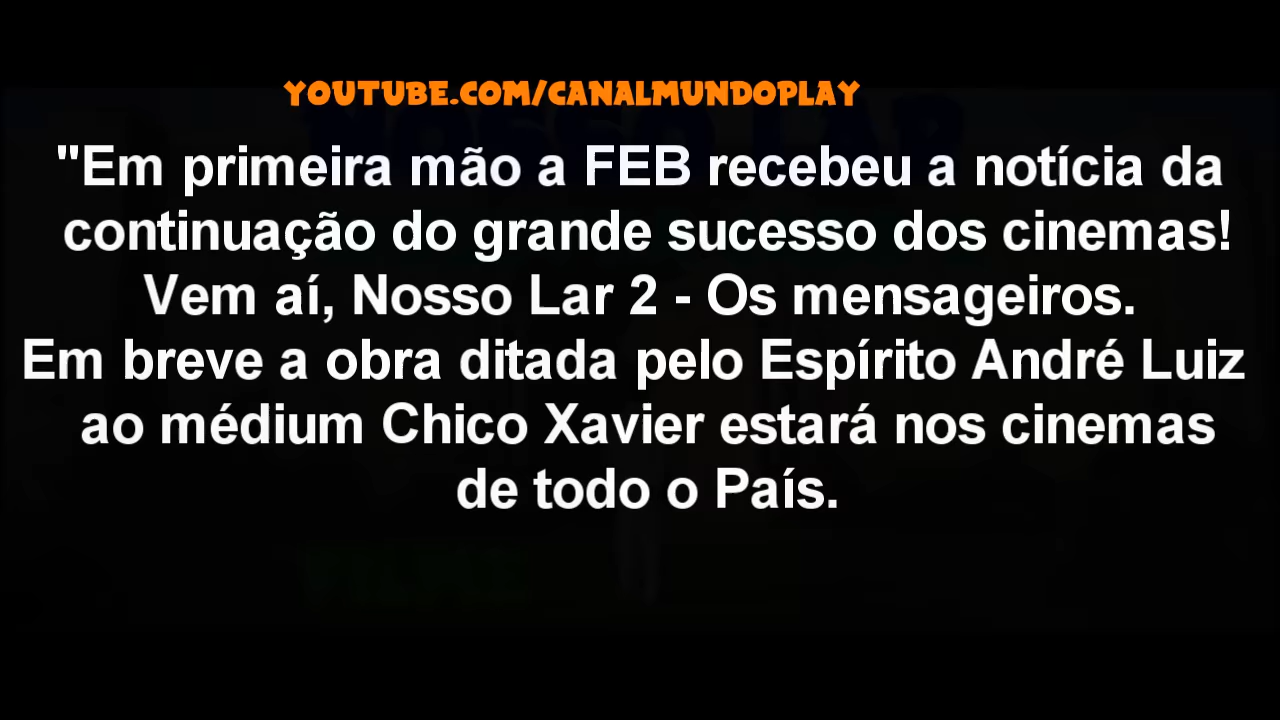 YOUTUBE.COM/CANALMUNDOPLAY
"Em primeira mão a FEB recebeu a notícia da
continuação do grande sucesso dos cinemas!
Vem aí, Nosso Lar 2 - Os mensageiros.
Em breve a obra ditada pelo Espírito André Luiz
ao médium Chico Xavier estará nos cinemas
de todo o País.